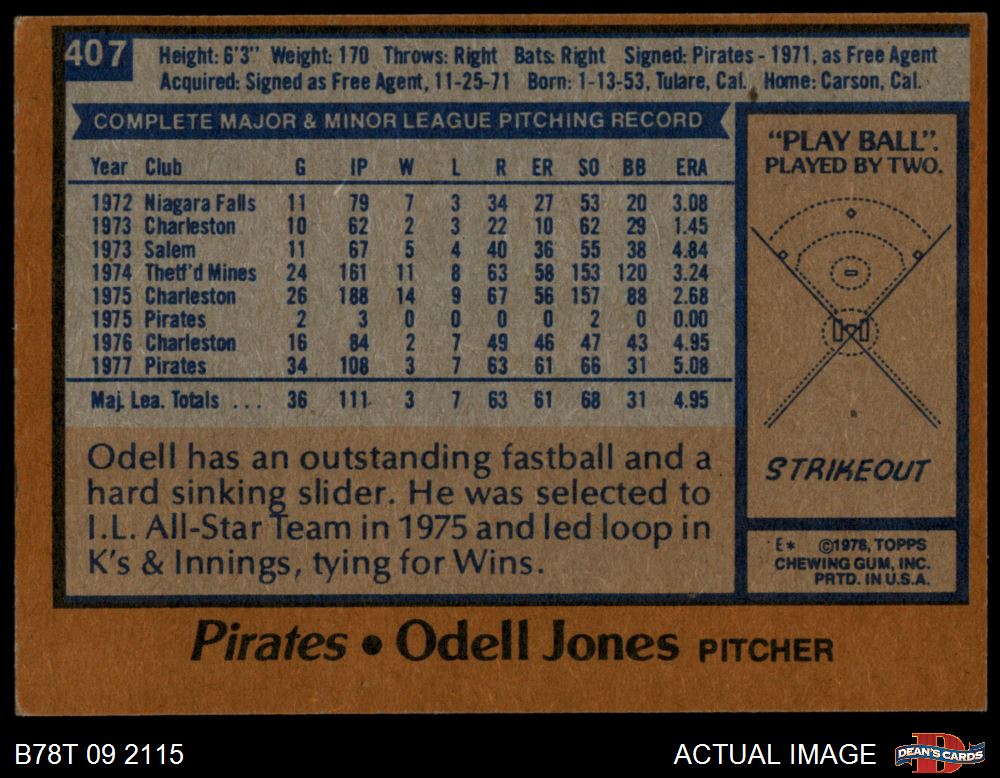 407
Height: 6'3" Weight: 170 Throws: Right Bats: Right Signed: Pirates - 1971, as Free Agent
Acquired: Signed as Free Agent, 11-25-71 Born: 1-13-53, Tulare, Cal. Home: Carson, Cal.
COMPLETE MAJOR & MINOR LEAGUE PITCHING RECORD
Year Club G IP W L R ER SO BB ERA
1972 Niagara Falls 11 79 7 3 34 27 53 20 3.08
1973 Charleston 10 62 2 3 22 10 62 29 1.45
1973 Salem 11 67 5 4 40 36 55 38 4.84
1974 Thetf'd Mines 24 161 11 8 63 58 153 120 3.24
1975 Charleston 26 188 14 9 67 56 157 88 2.68
1975 Pirates 2 3 0 0 0 0 2 0 0.00
1976 Charleston 16 84 2 7 49 46 47 43 4.95
1977 Pirates 34 108 3 7 63 61 66 31 5.08
Maj. Lea. Totals ... 36 111 3 7 63 61 68 31 4.95
Odell has an outstanding fastball and a
hard sinking slider. He was selected to
I.L. All-Star Team in 1975 and led loop in
K's & Innings, tying for Wins.
"PLAY BALL".
PLAYED BY TWO.
STRIKEOUT
E* ©1978, TOPPS
CHEWING GUM, INC.
PRTD. IN U.S.A.
Pirates • Odell Jones PITCHER
B78T 09 2115
ACTUAL IMAGE
DEAN'S CARDS